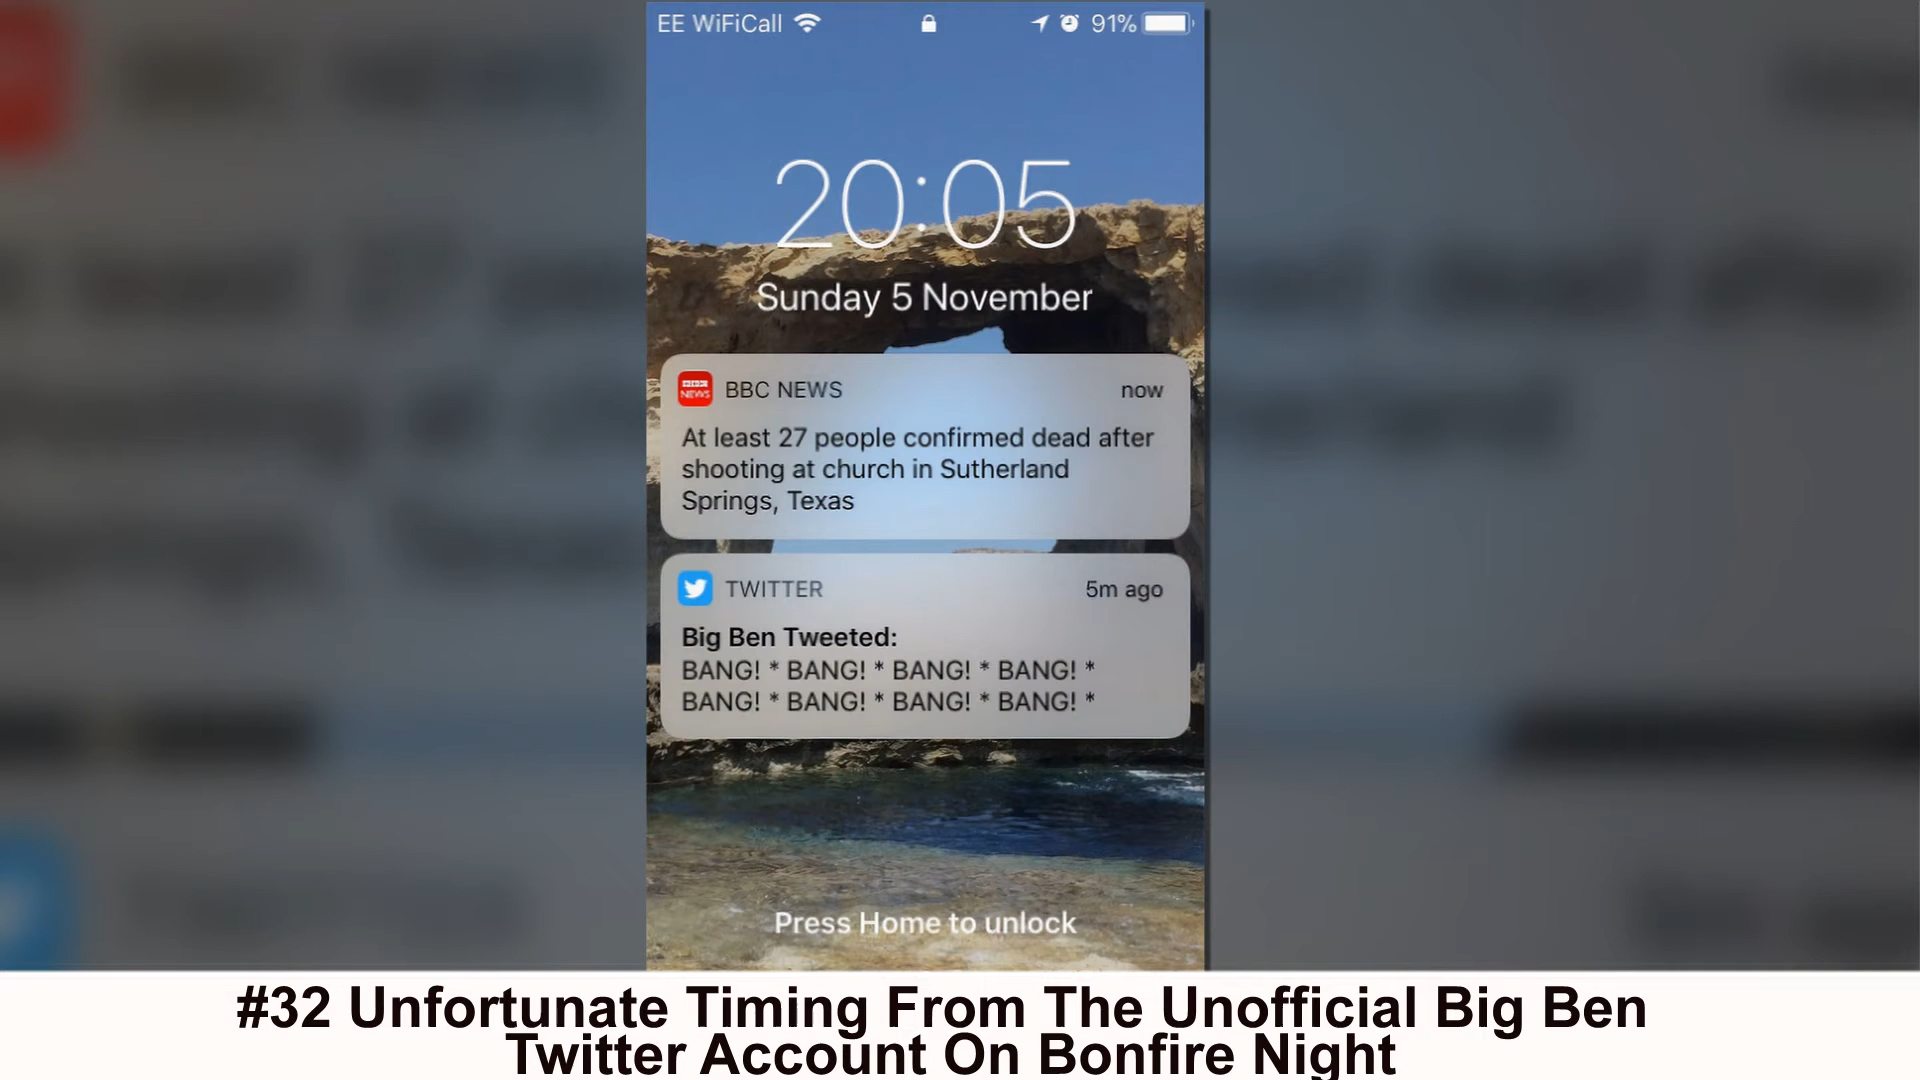 EE WiFiCall 91%
20:05
Sunday 5 November
BBC NEWS now
At least 27 people confirmed dead after
shooting at church in Sutherland
Springs, Texas
TWITTER 5m ago
Big Ben Tweeted:
BANG! * BANG! * BANG! * BANG! *
BANG! * BANG! * BANG! * BANG! *
Press Home to unlock
#32 Unfortunate Timing From The Unofficial Big Ben
Twitter Account On Bonfire Night